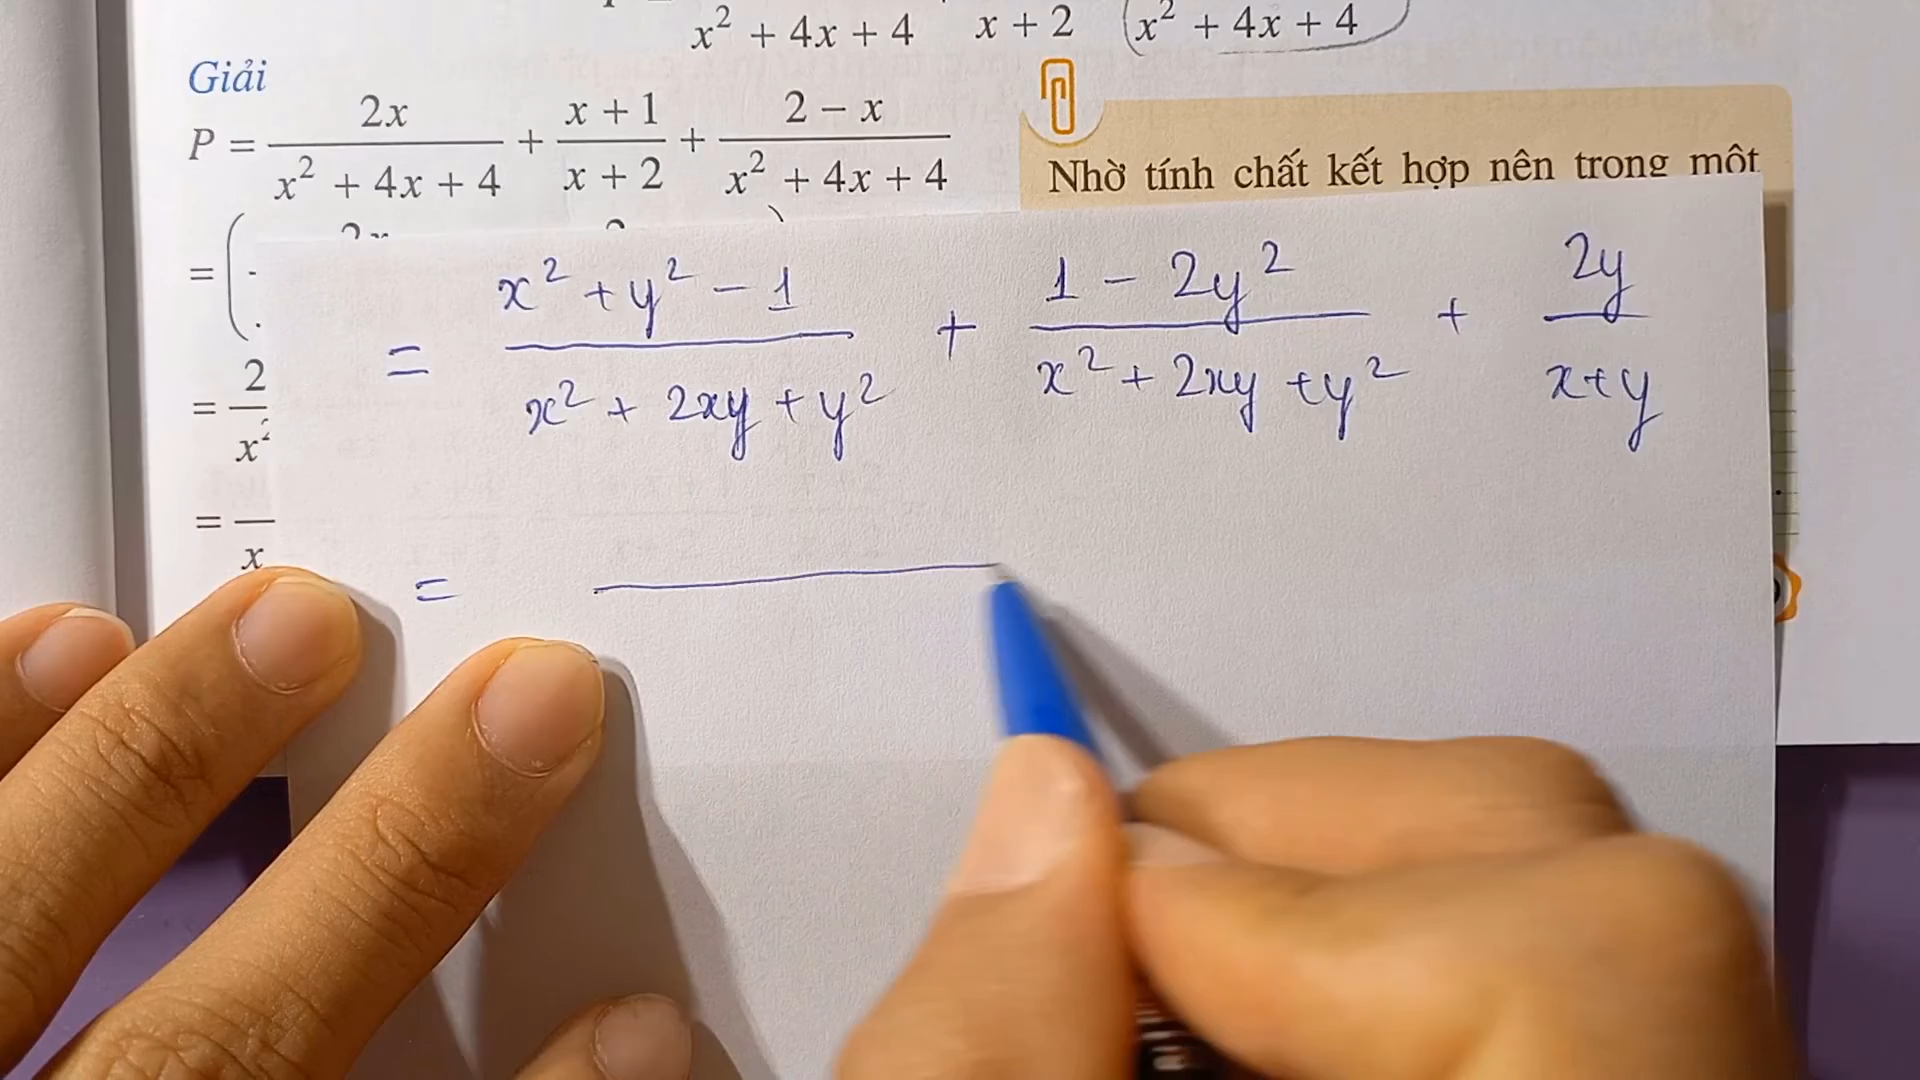 x² + 4x + 4 x + 2 (x² + 4x + 4
Giải
P = 2x / (x² + 4x + 4) + (x + 1) / (x + 2) + (2 − x) / (x² + 4x + 4)
Nhờ tính chất kết hợp nên trong một
= (
= (x² + y² − 1) / (x² + 2xy + y²) + (1 − 2y²) / (x² + 2xy + y²) + 2y / (x + y)
= 2 / x²
= / x
=